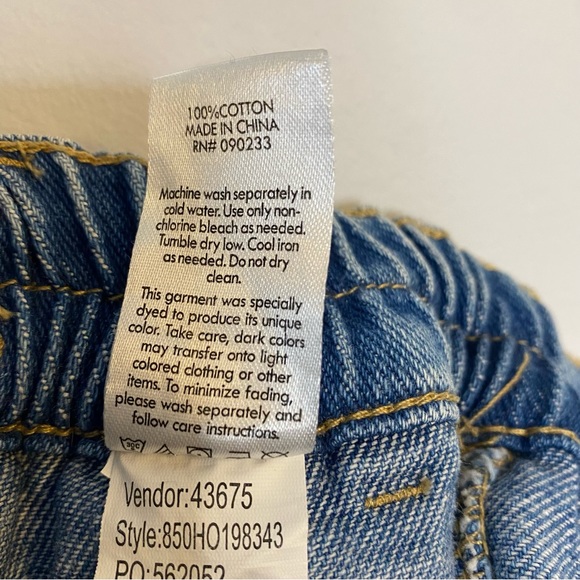 100%COTTON
MADE IN CHINA
RN# 090233
Machine wash separately in
cold water. Use only non-
chlorine bleach as needed.
Tumble dry low. Cool iron
as needed. Do not dry
clean.
This garment was specially
dyed to produce its unique
color. Take care, dark colors
may transfer onto light
colored clothing or other
items. To minimize fading,
please wash separately and
follow care instructions.
Vendor:43675
Style:850HO198343
PO:562052